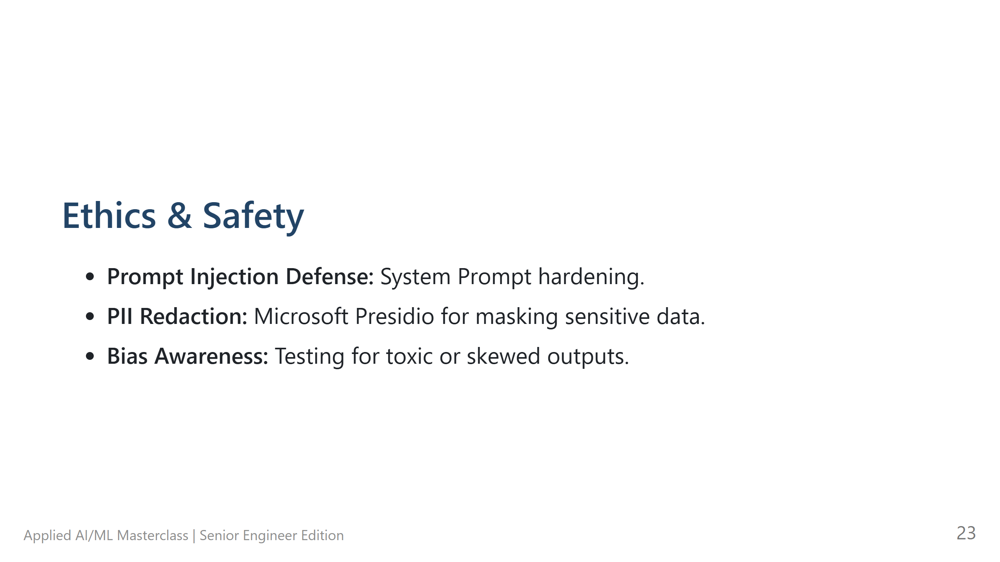 Ethics & Safety
• Prompt Injection Defense: System Prompt hardening.
• PII Redaction: Microsoft Presidio for masking sensitive data.
• Bias Awareness: Testing for toxic or skewed outputs.
Applied AI/ML Masterclass | Senior Engineer Edition
23